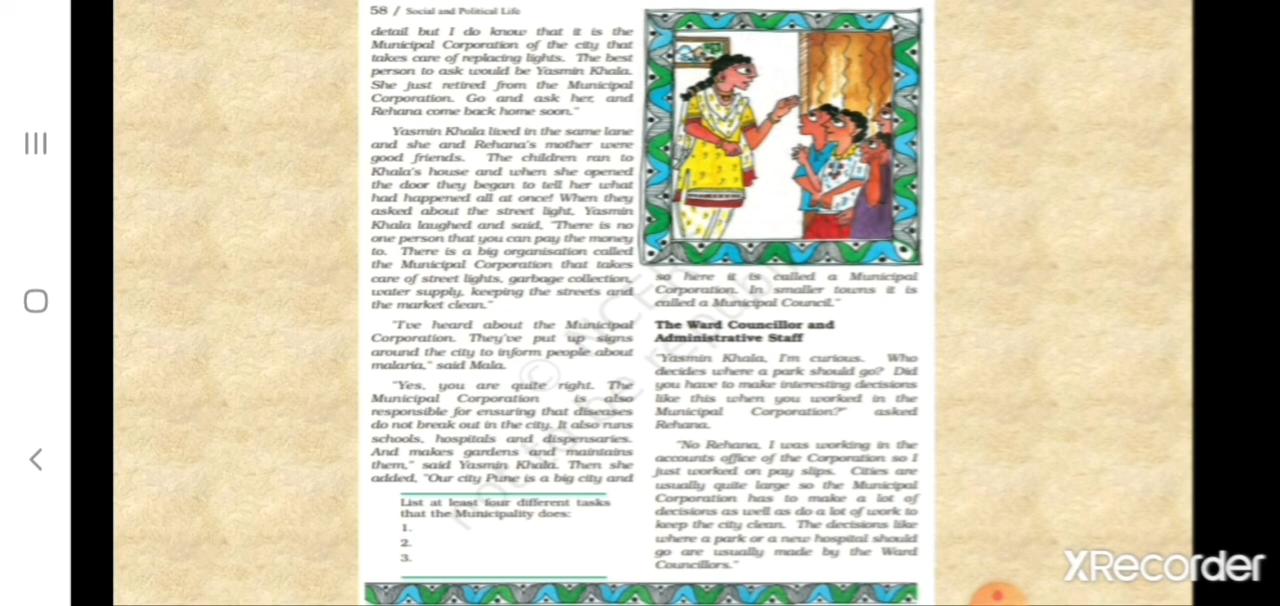 58 / Social and Political Life
detail but I do know that it is the
Municipal Corporation of the city that
takes care of replacing lights. The best
person to ask would be Yasmin Khala.
She just retired from the Municipal
Corporation. Go and ask her, and
Rehana come back home soon."
Yasmin Khala lived in the same lane
and she and Rehana's mother were
good friends. The children ran to
Khala's house and when she opened
the door they began to tell her what
had happened all at once! When they
asked about the street light, Yasmin
Khala laughed and said, "There is no
one person that you can pay the money
to. There is a big organisation called
the Municipal Corporation that takes
care of street lights, garbage collection,
water supply, keeping the streets and
the market clean."
"I've heard about the Municipal
Corporation. They've put up signs
around the city to inform people about
malaria," said Mala.
"Yes, you are quite right. The
Municipal Corporation is also
responsible for ensuring that diseases
do not break out in the city. It also runs
schools, hospitals and dispensaries.
And makes gardens and maintains
them," said Yasmin Khala. Then she
added, "Our city Pune is a big city and
List at least four different tasks
that the Municipality does:
1.
2.
3.
so here it is called a Municipal
Corporation. In smaller towns it is
called a Municipal Council."
The Ward Councillor and
Administrative Staff
"Yasmin Khala, I'm curious. Who
decides where a park should go? Did
you have to make interesting decisions
like this when you worked in the
Municipal Corporation?" asked
Rehana.
"No Rehana, I was working in the
accounts office of the Corporation so I
just worked on pay slips. Cities are
usually quite large so the Municipal
Corporation has to make a lot of
decisions as well as do a lot of work to
keep the city clean. The decisions like
where a park or a new hospital should
go are usually made by the Ward
Councillors."
XRecorder